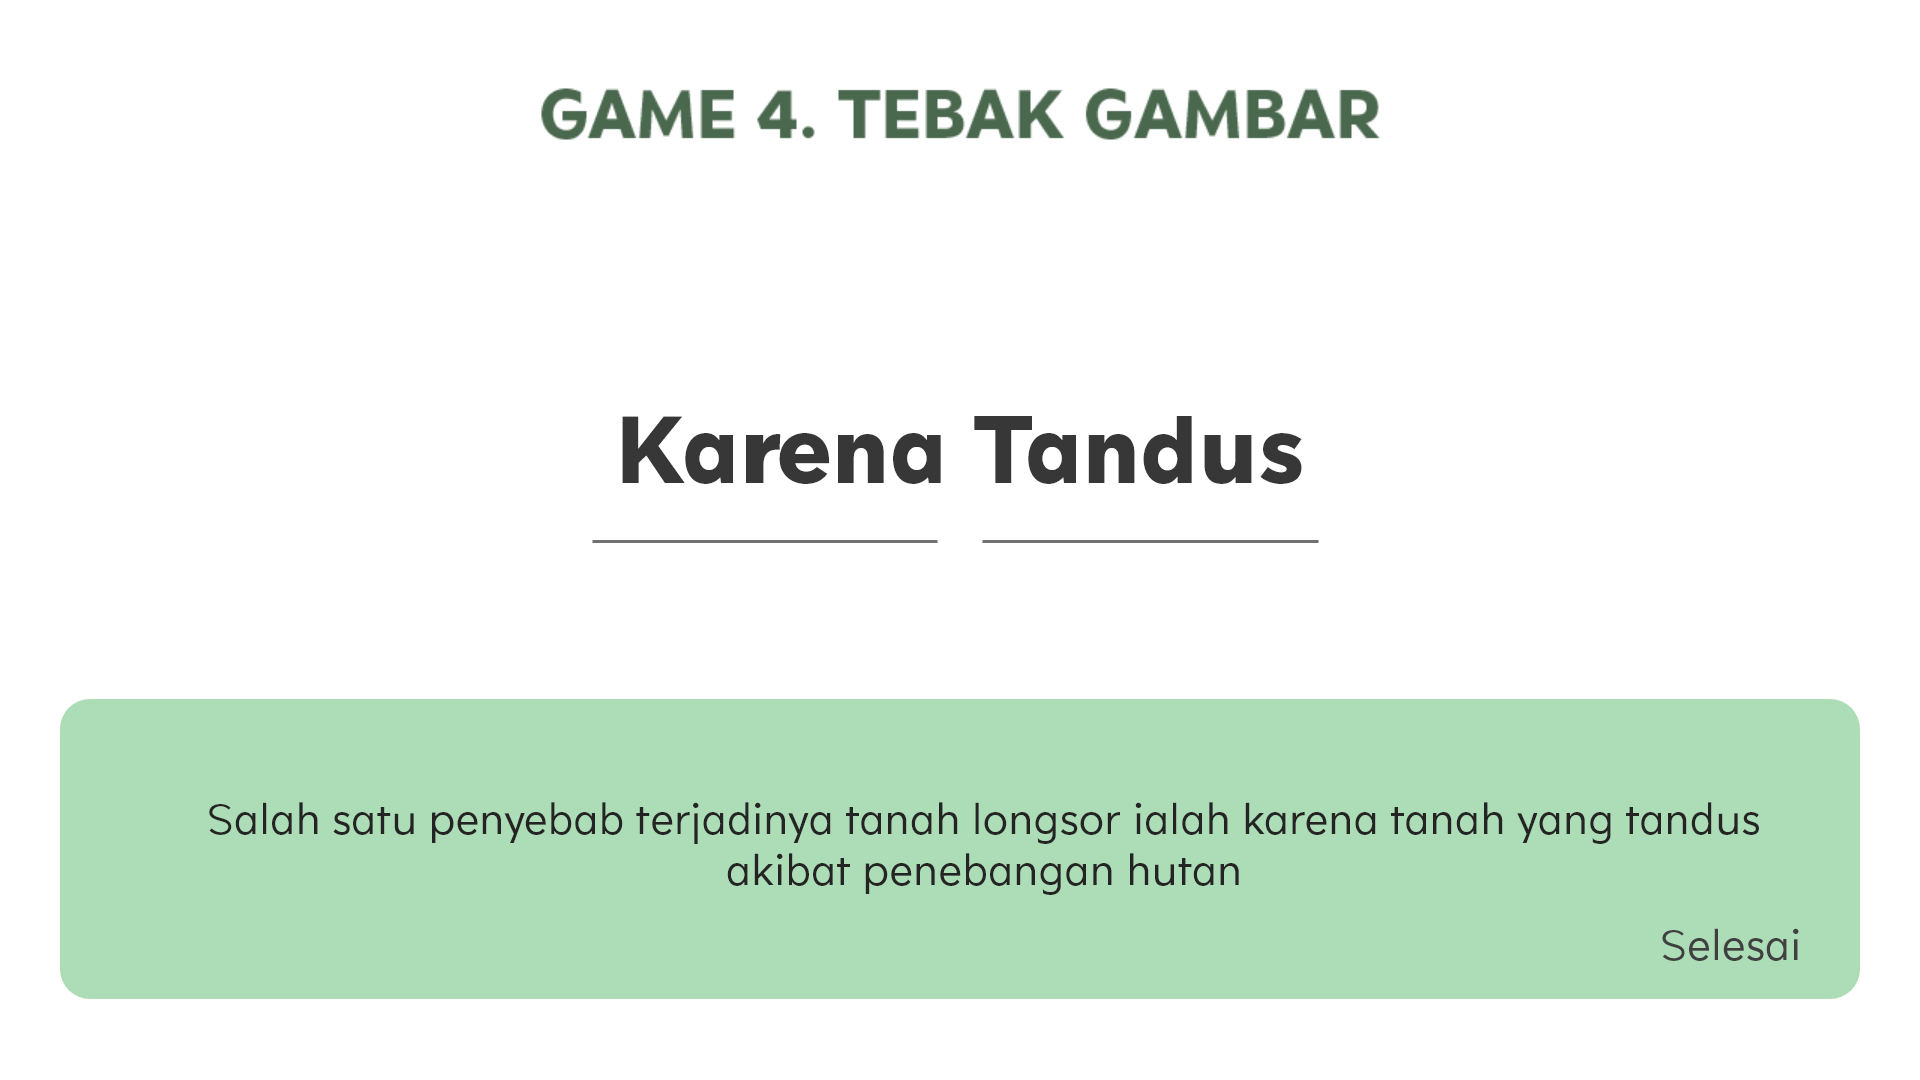 GAME 4. TEBAK GAMBAR
Karena Tandus
Salah satu penyebab terjadinya tanah longsor ialah karena tanah yang tandus
akibat penebangan hutan
Selesai